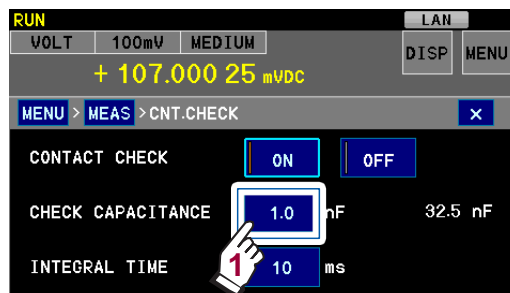 RUN LAN
VOLT 100mV MEDIUM DISP MENU
+ 107.000 25 mVDC
MENU > MEAS > CNT.CHECK ×
CONTACT CHECK ON OFF
CHECK CAPACITANCE 1.0 nF 32.5 nF
INTEGRAL TIME 1 10 ms